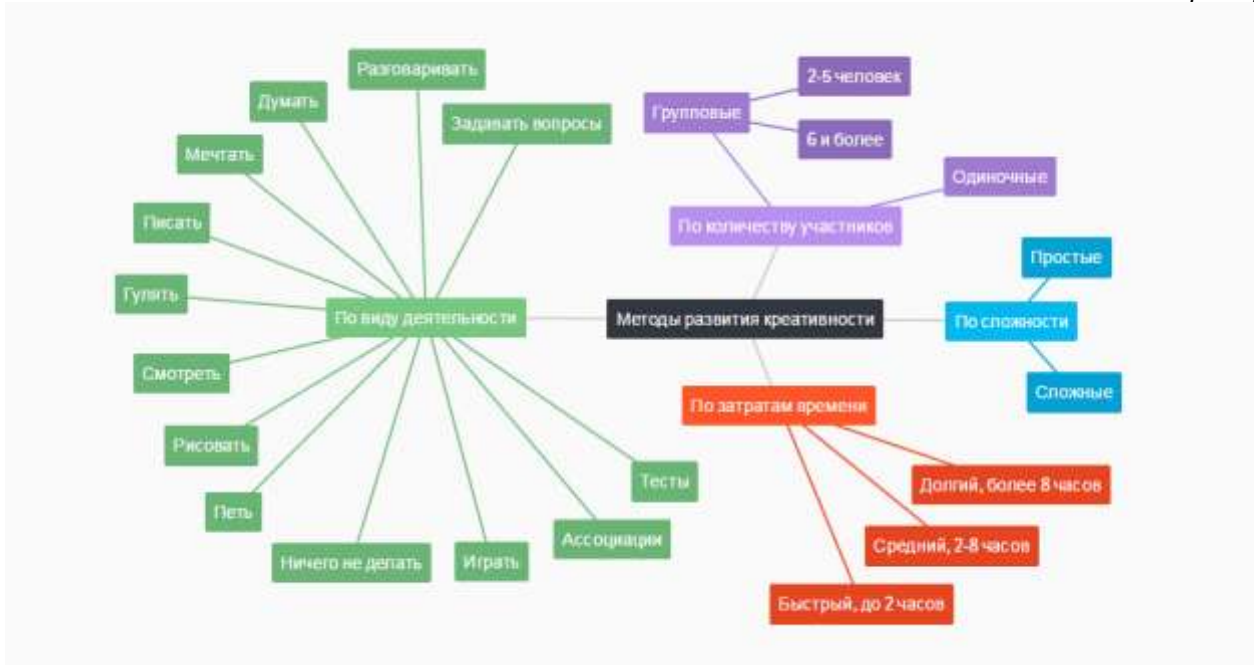 Разговаривать
Думать
Задавать вопросы
Мечтать
Писать
Гулять
По виду деятельности
Смотреть
Рисовать
Петь
Ничего не делать
Играть
Ассоциации
Тесты
Методы развития креативности
2-5 человек
Групповые
6 и более
Одиночные
По количеству участников
Простые
По сложности
Сложные
По затратам времени
Долгий, более 8 часов
Средний, 2-8 часов
Быстрый, до 2 часов